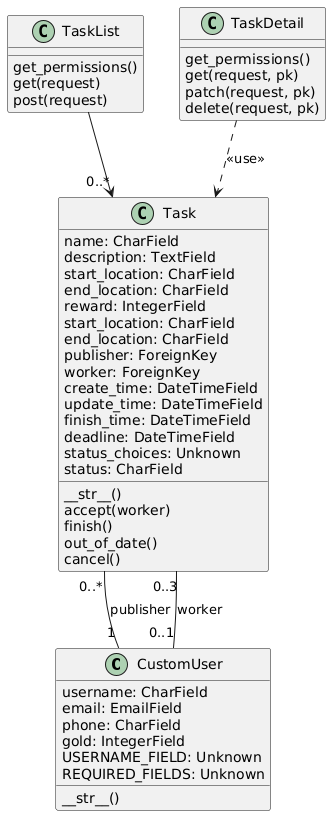 C TaskList
get_permissions()
get(request)
post(request)
C TaskDetail
get_permissions()
get(request, pk)
patch(request, pk)
delete(request, pk)
«use»
0..*
C Task
name: CharField
description: TextField
start_location: CharField
end_location: CharField
reward: IntegerField
start_location: CharField
end_location: CharField
publisher: ForeignKey
worker: ForeignKey
create_time: DateTimeField
update_time: DateTimeField
finish_time: DateTimeField
deadline: DateTimeField
status_choices: Unknown
status: CharField
__str__()
accept(worker)
finish()
out_of_date()
cancel()
0..*
0..3
publisher
worker
1
0..1
C CustomUser
username: CharField
email: EmailField
phone: CharField
gold: IntegerField
USERNAME_FIELD: Unknown
REQUIRED_FIELDS: Unknown
__str__()